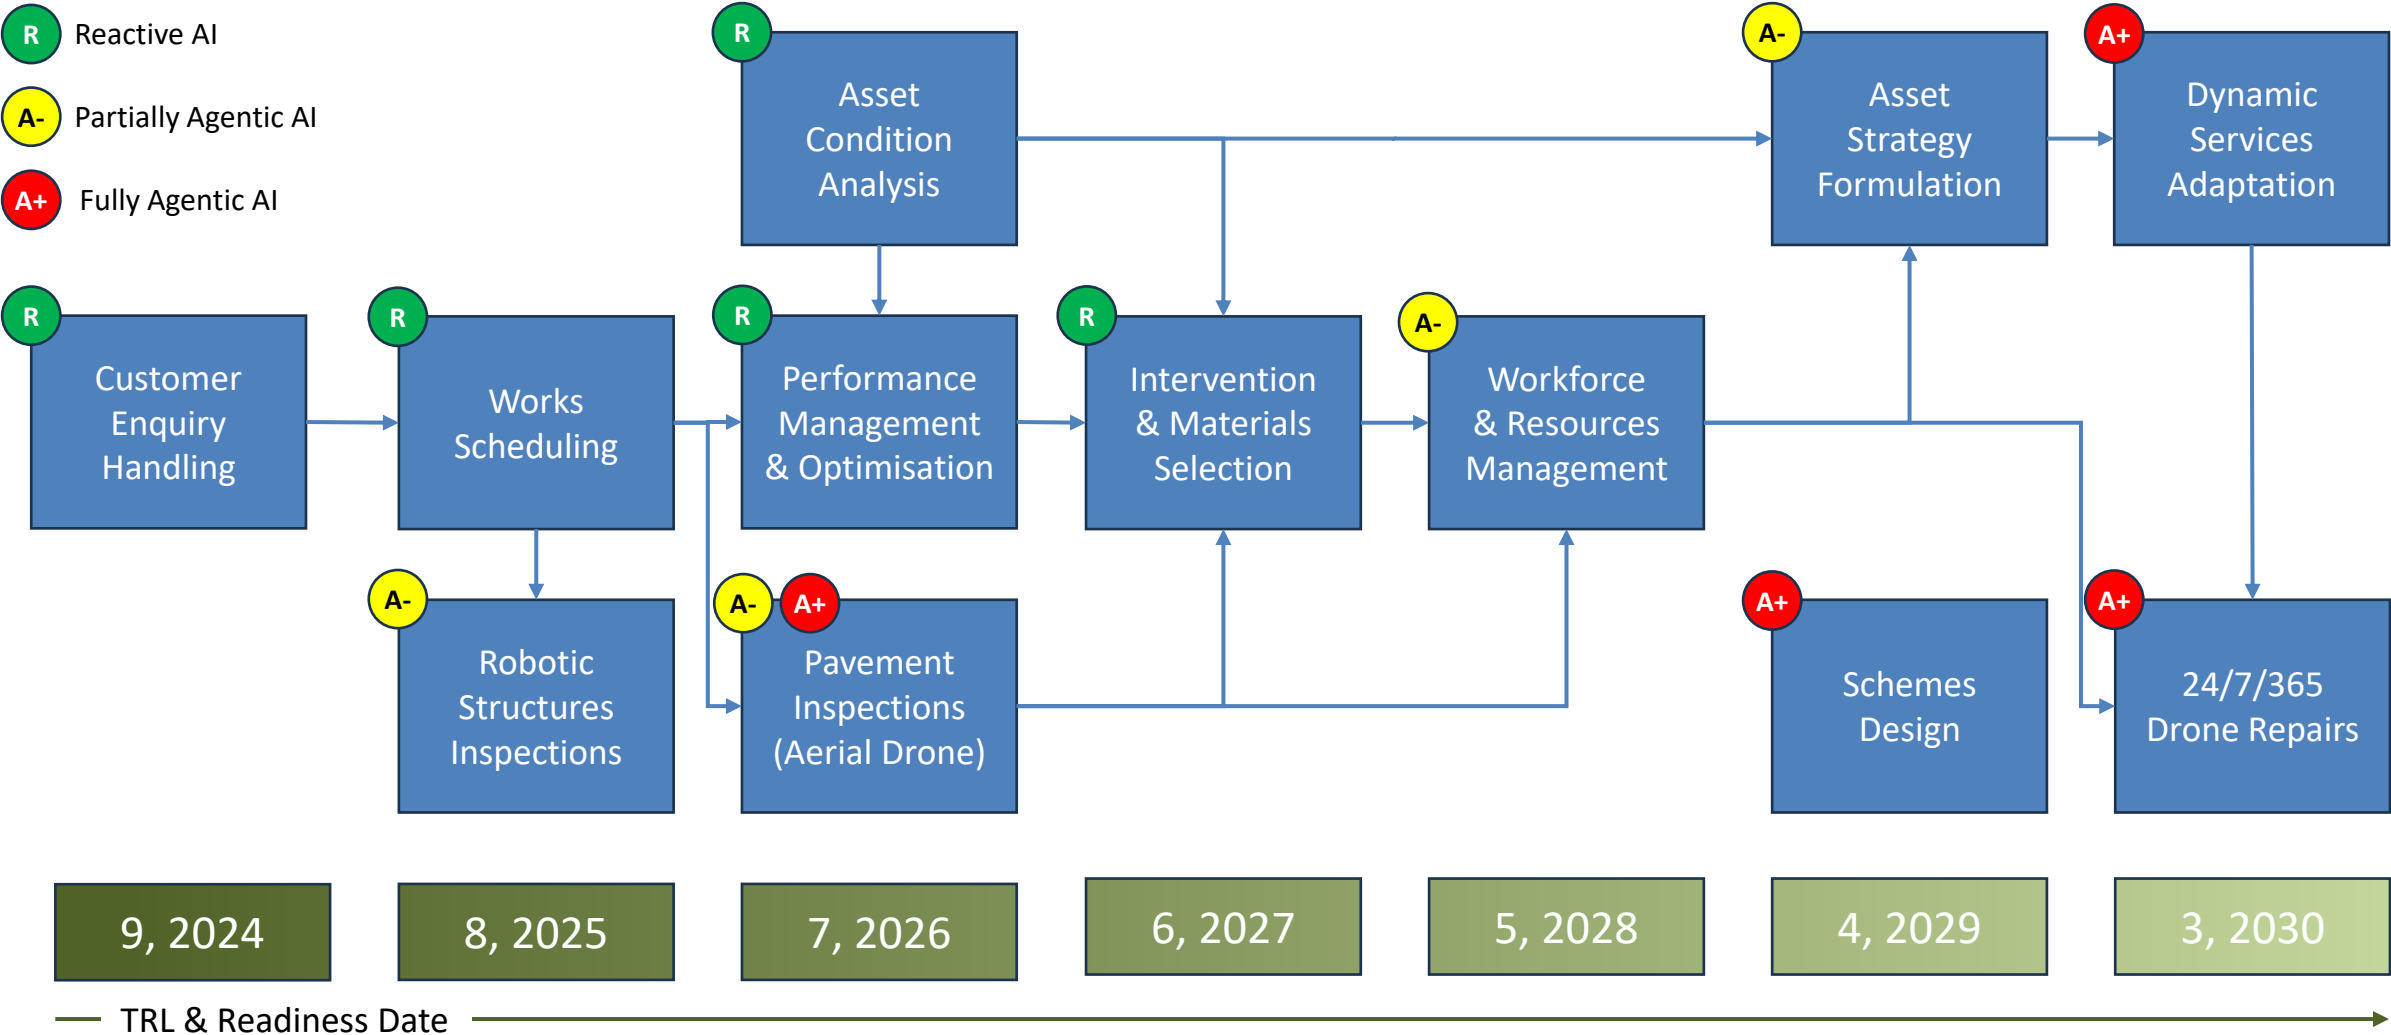 R Reactive AI
A- Partially Agentic AI
A+ Fully Agentic AI
R
Asset
Condition
Analysis
A-
Asset
Strategy
Formulation
A+
Dynamic
Services
Adaptation
R
Customer
Enquiry
Handling
R
Works
Scheduling
R
Performance
Management
& Optimisation
R
Intervention
& Materials
Selection
A-
Workforce
& Resources
Management
A-
Robotic
Structures
Inspections
A- A+
Pavement
Inspections
(Aerial Drone)
A+
Schemes
Design
A+
24/7/365
Drone Repairs
9, 2024
8, 2025
7, 2026
6, 2027
5, 2028
4, 2029
3, 2030
TRL & Readiness Date